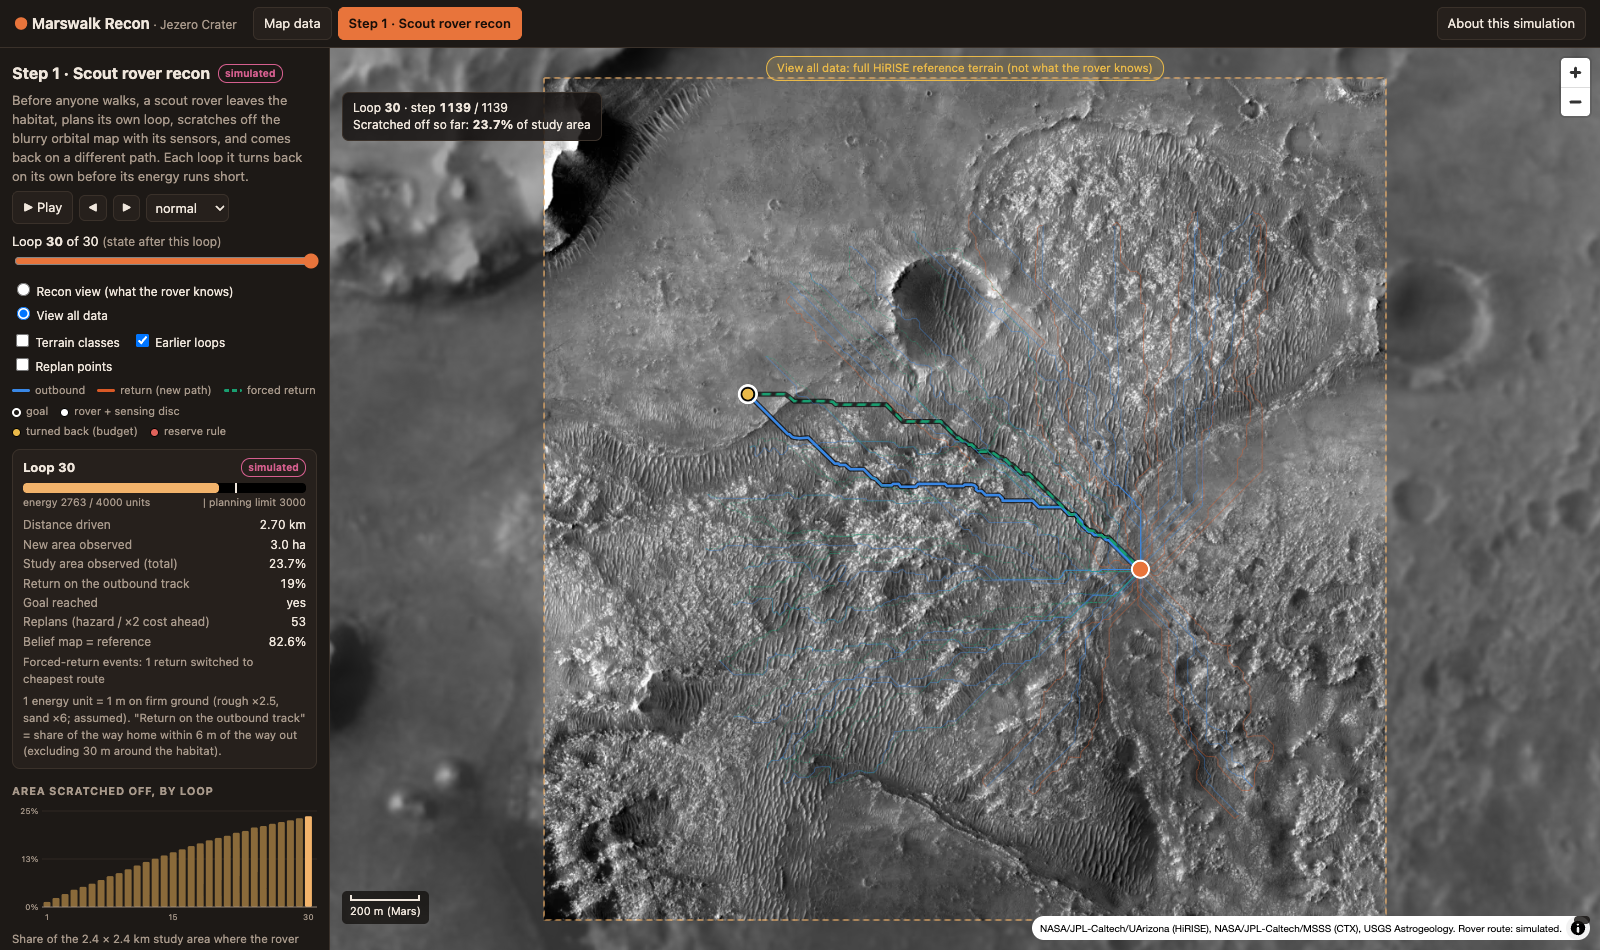 Marswalk Recon · Jezero Crater
Map data
Step 1 · Scout rover recon
About this simulation
Step 1 · Scout rover recon
simulated
Before anyone walks, a scout rover leaves the
habitat, plans its own loop, scratches off the
blurry orbital map with its sensors, and comes
back on a different path. Each loop it turns back
on its own before its energy runs short.
Play
normal
Loop 30 of 30 (state after this loop)
Recon view (what the rover knows)
View all data
Terrain classes
Earlier loops
Replan points
outbound
return (new path)
forced return
goal
rover + sensing disc
turned back (budget)
reserve rule
Loop 30
simulated
energy 2763 / 4000 units
| planning limit 3000
Distance driven 2.70 km
New area observed 3.0 ha
Study area observed (total) 23.7%
Return on the outbound track 19%
Goal reached yes
Replans (hazard / ×2 cost ahead) 53
Belief map = reference 82.6%
Forced-return events: 1 return switched to
cheapest route
1 energy unit = 1 m on firm ground (rough ×2.5,
sand ×6; assumed). "Return on the outbound track"
= share of the way home within 6 m of the way out
(excluding 30 m around the habitat).
AREA SCRATCHED OFF, BY LOOP
25%
13%
0%
1 15 30
Share of the 2.4 × 2.4 km study area where the rover
View all data: full HiRISE reference terrain (not what the rover knows)
Loop 30 · step 1139 / 1139
Scratched off so far: 23.7% of study area
+
−
200 m (Mars)
NASA/JPL-Caltech/UArizona (HiRISE), NASA/JPL-Caltech/MSSS (CTX), USGS Astrogeology. Rover route: simulated.